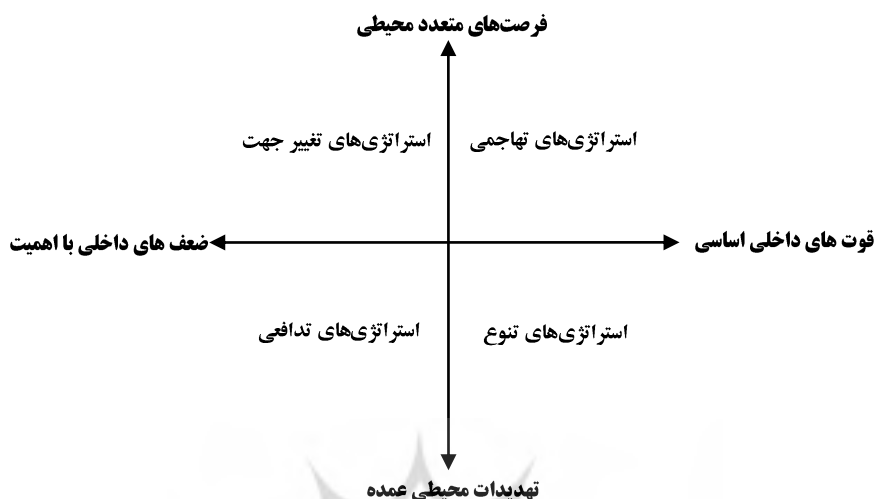 فرصت‌های متعدد محیطی
استراتژی‌های تهاجمی
استراتژی‌های تغییر جهت
قوت های داخلی اساسی
ضعف های داخلی با اهمیت
استراتژی‌های تنوع
استراتژی‌های تدافعی
تهدیدات محیطی عمده